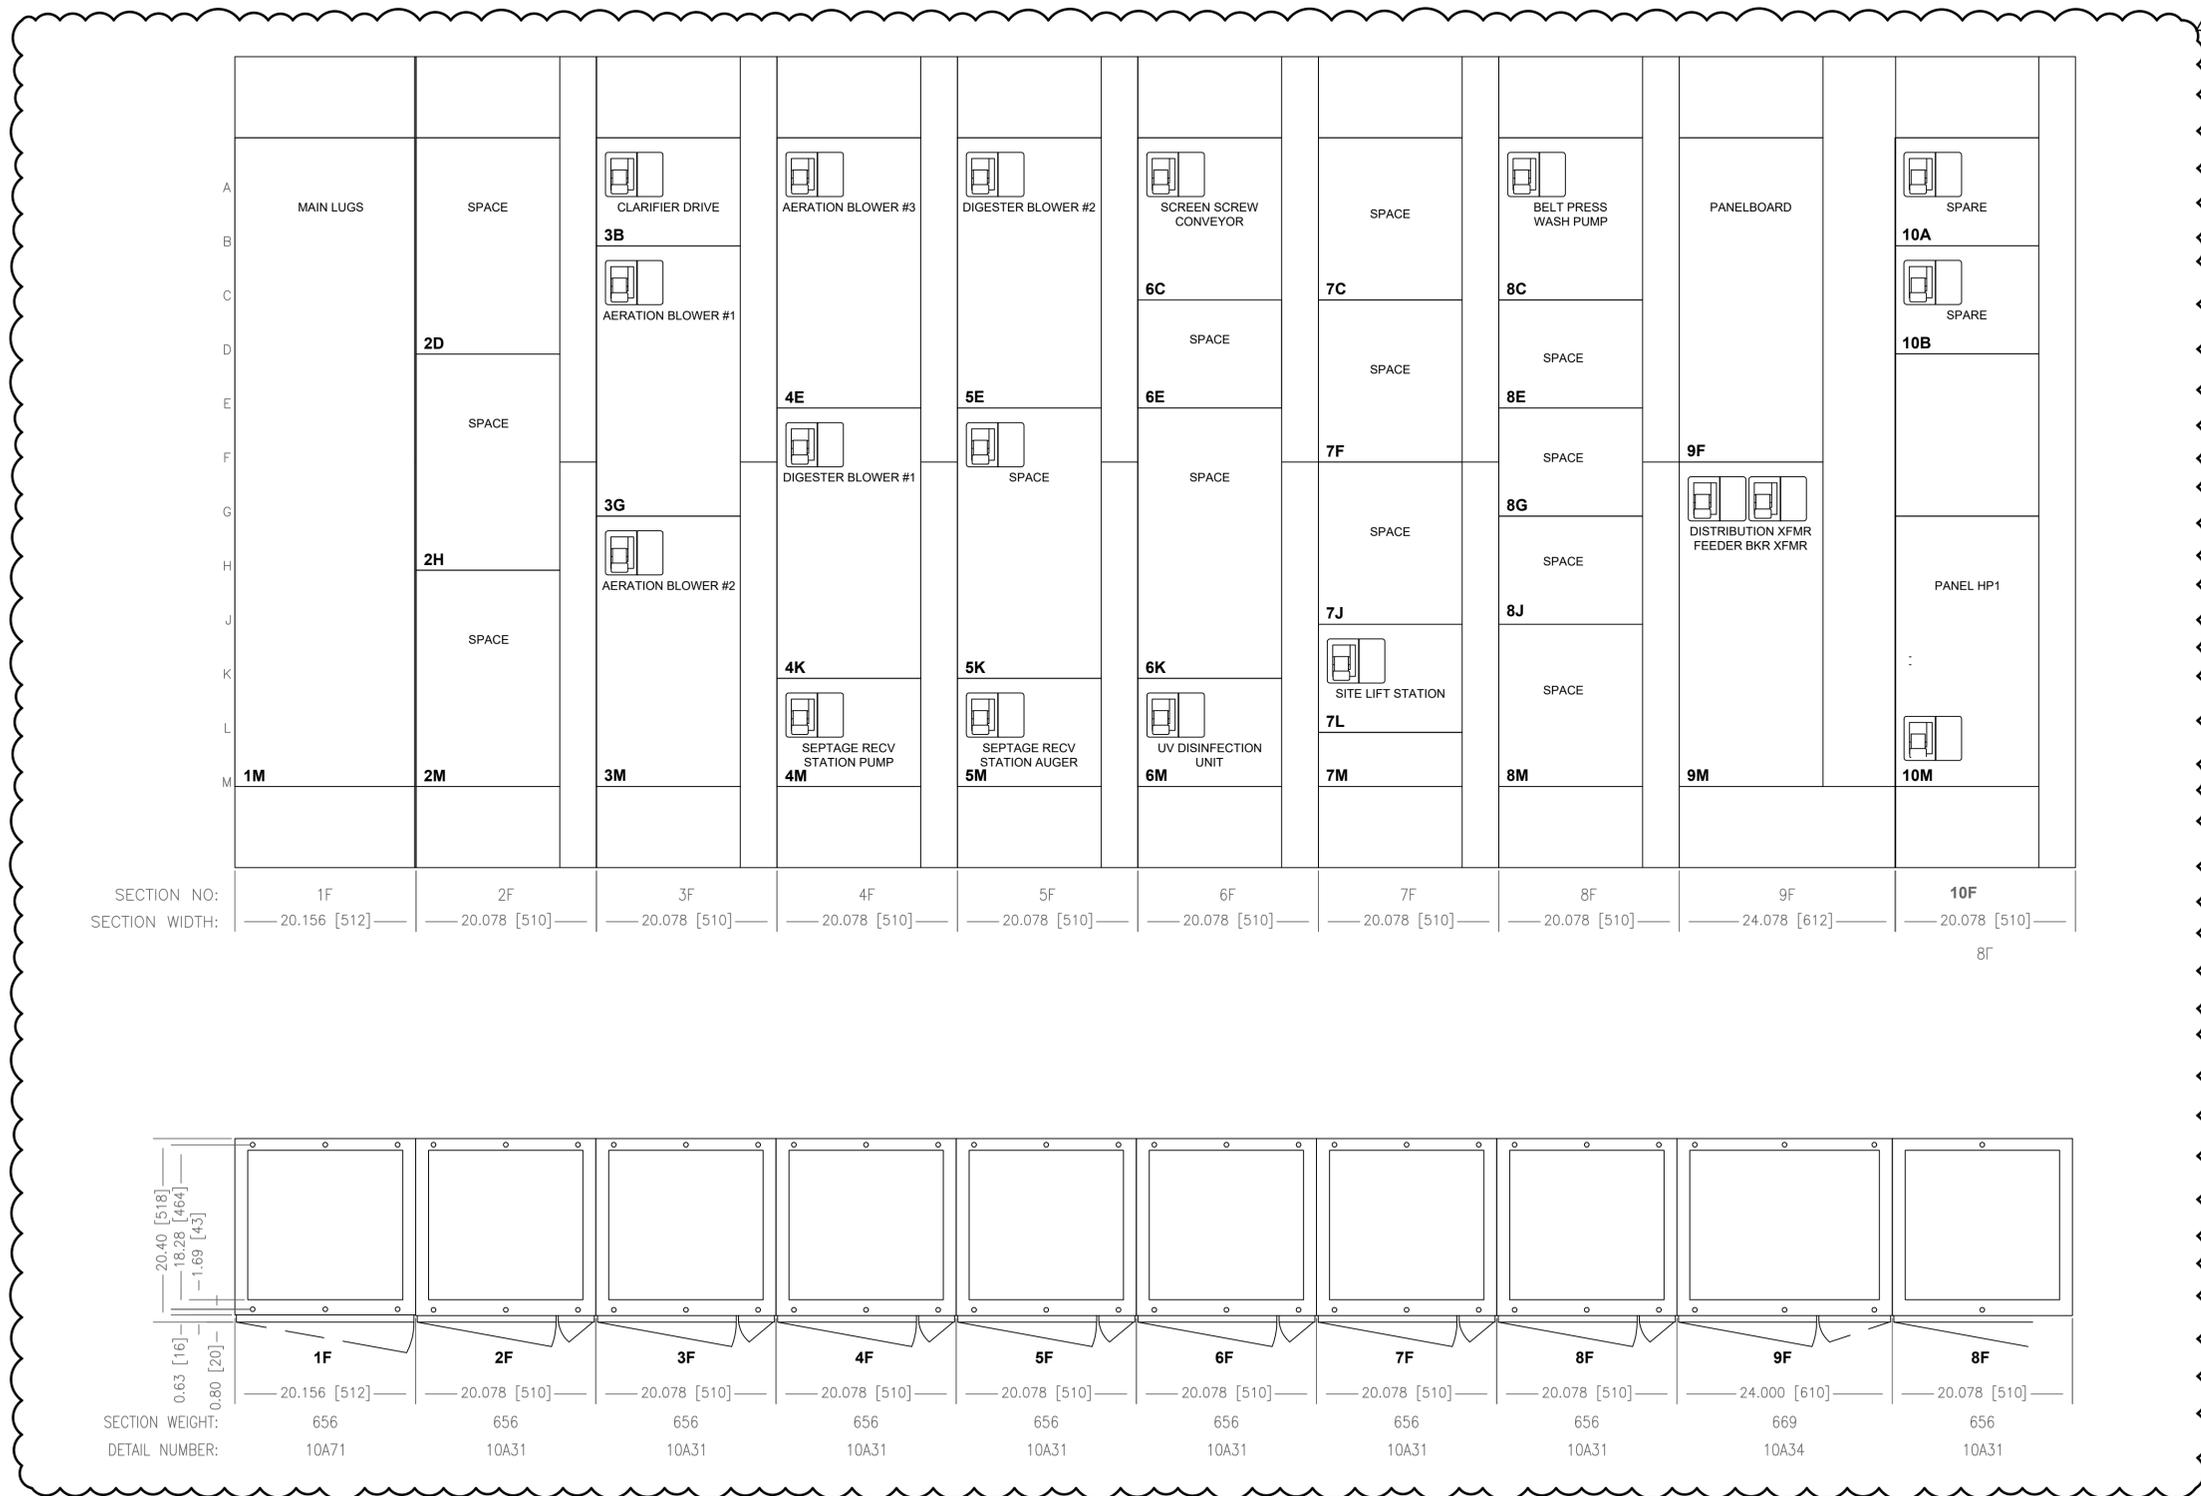 MAIN LUGS
1M
SPACE
2D
SPACE
2H
SPACE
2M
CLARIFIER DRIVE
3B
AERATION BLOWER #1
3G
AERATION BLOWER #2
3M
AERATION BLOWER #3
4E
DIGESTER BLOWER #1
4K
SEPTAGE RECV
STATION PUMP
4M
DIGESTER BLOWER #2
5E
SPACE
5K
SEPTAGE RECV
STATION AUGER
5M
SCREEN SCREW
CONVEYOR
6C
SPACE
6E
SPACE
6K
UV DISINFECTION
UNIT
6M
SPACE
7C
SPACE
7F
SPACE
7J
SITE LIFT STATION
7L
7M
BELT PRESS
WASH PUMP
8C
SPACE
8E
SPACE
8G
SPACE
8J
SPACE
8M
PANELBOARD
9F
DISTRIBUTION XFMR
FEEDER BKR XFMR
9M
SPARE
10A
SPARE
10B
PANEL HP1
10M
A
B
C
D
E
F
G
H
J
K
L
M
SECTION NO: 1F 2F 3F 4F 5F 6F 7F 8F 9F 10F
SECTION WIDTH: 20.156 [512] 20.078 [510] 20.078 [510] 20.078 [510] 20.078 [510] 20.078 [510] 20.078 [510] 20.078 [510] 24.078 [612] 20.078 [510]
20.40 [518]
18.28 [464]
1.69 [43]
0.63 [16]
0.80 [20]
1F 2F 3F 4F 5F 6F 7F 8F 9F 8F
20.156 [512] 20.078 [510] 20.078 [510] 20.078 [510] 20.078 [510] 20.078 [510] 20.078 [510] 20.078 [510] 24.000 [610] 20.078 [510]
SECTION WEIGHT: 656 656 656 656 656 656 656 656 669 656
DETAIL NUMBER: 10A71 10A31 10A31 10A31 10A31 10A31 10A31 10A31 10A34 10A31